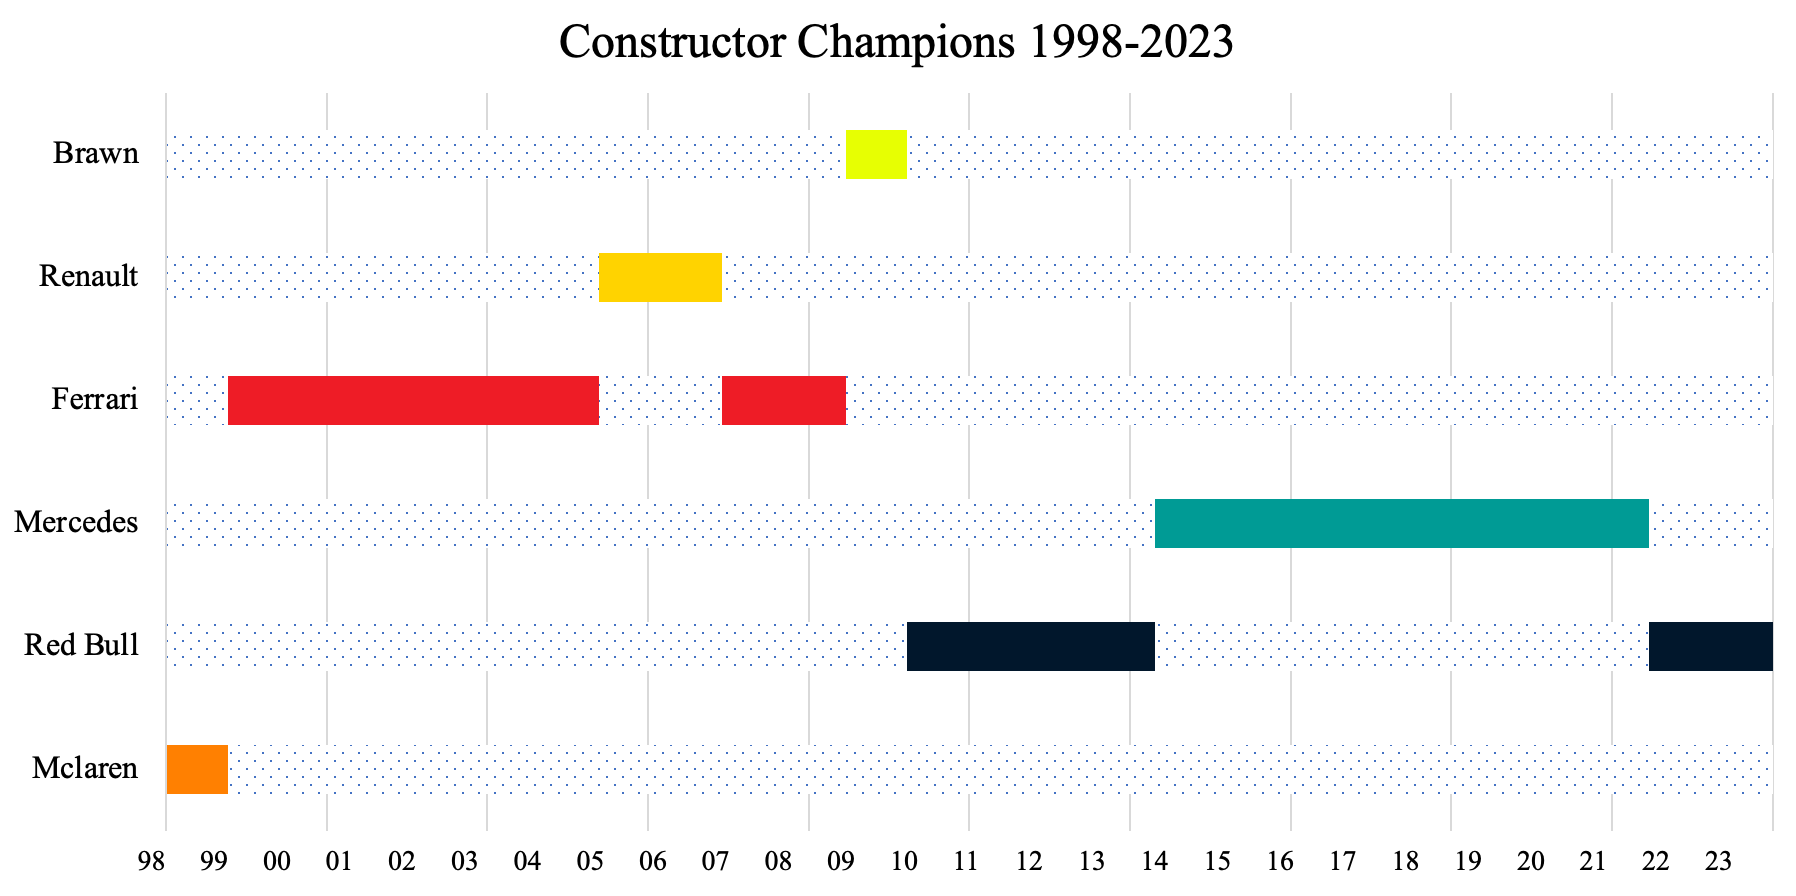 Constructor Champions 1998-2023
Brawn
Renault
Ferrari
Mercedes
Red Bull
Mclaren
98 99 00 01 02 03 04 05 06 07 08 09 10 11 12 13 14 15 16 17 18 19 20 21 22 23